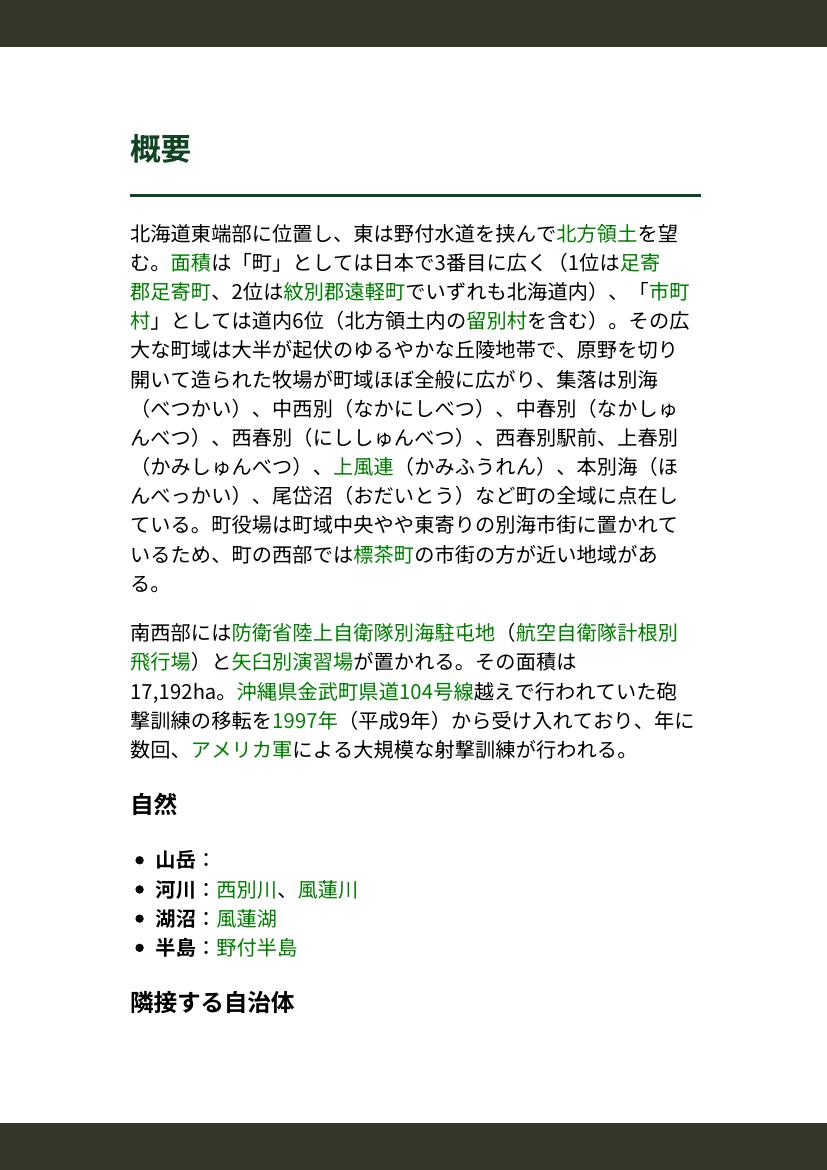 概要
北海道東端部に位置し、東は野付水道を挟んで北方領土を望
む。面積は「町」としては日本で3番目に広く（1位は足寄
郡足寄町、2位は紋別郡遠軽町でいずれも北海道内）、「市町
村」としては道内6位（北方領土内の留別村を含む）。その広
大な町域は大半が起伏のゆるやかな丘陵地帯で、原野を切り
開いて造られた牧場が町域ほぼ全般に広がり、集落は別海
（べつかい）、中西別（なかにしべつ）、中春別（なかしゅ
んべつ）、西春別（にししゅんべつ）、西春別駅前、上春別
（かみしゅんべつ）、上風連（かみふうれん）、本別海（ほ
んべっかい）、尾岱沼（おだいとう）など町の全域に点在し
ている。町役場は町域中央やや東寄りの別海市街に置かれて
いるため、町の西部では標茶町の市街の方が近い地域があ
る。
南西部には防衛省陸上自衛隊別海駐屯地（航空自衛隊計根別
飛行場）と矢臼別演習場が置かれる。その面積は
17,192ha。沖縄県金武町県道104号線越えで行われていた砲
撃訓練の移転を1997年（平成9年）から受け入れており、年に
数回、アメリカ軍による大規模な射撃訓練が行われる。
自然
• 山岳：
• 河川：西別川、風蓮川
• 湖沼：風蓮湖
• 半島：野付半島
隣接する自治体